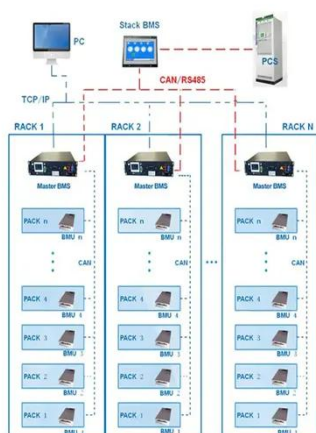 Stack BMS
PC
CAN/RS485
PCS
TCP/IP
RACK 1
RACK 2
RACK N
Master BMS
Master BMS
Master BMS
PACK n
PACK n
PACK n
BMU n
BMU n
BMU n
CAN
CAN
CAN
...
PACK 4
PACK 4
PACK 4
BMU 4
BMU 4
BMU 4
PACK 3
PACK 3
PACK 3
BMU 3
BMU 3
BMU 3
PACK 2
PACK 2
PACK 2
BMU 2
BMU 2
BMU 2
PACK 1
PACK 1
PACK 1